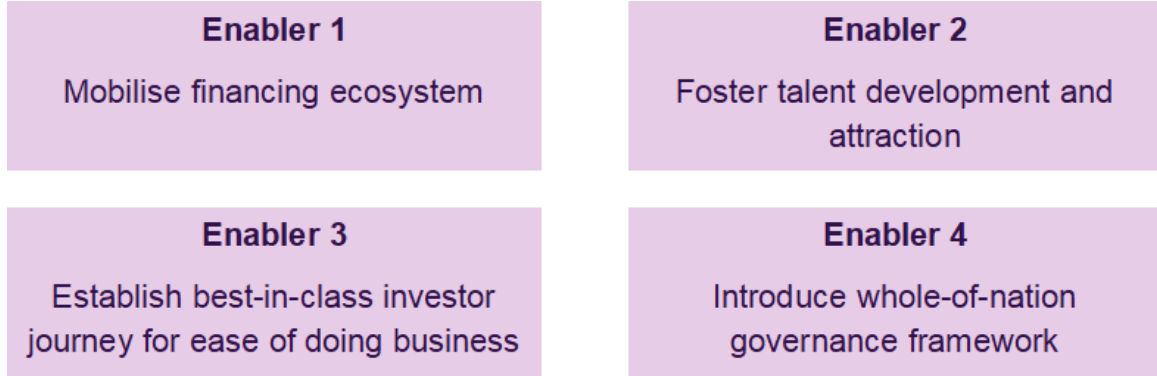 Enabler 1
Mobilise financing ecosystem
Enabler 2
Foster talent development and
attraction
Enabler 3
Establish best-in-class investor
journey for ease of doing business
Enabler 4
Introduce whole-of-nation
governance framework